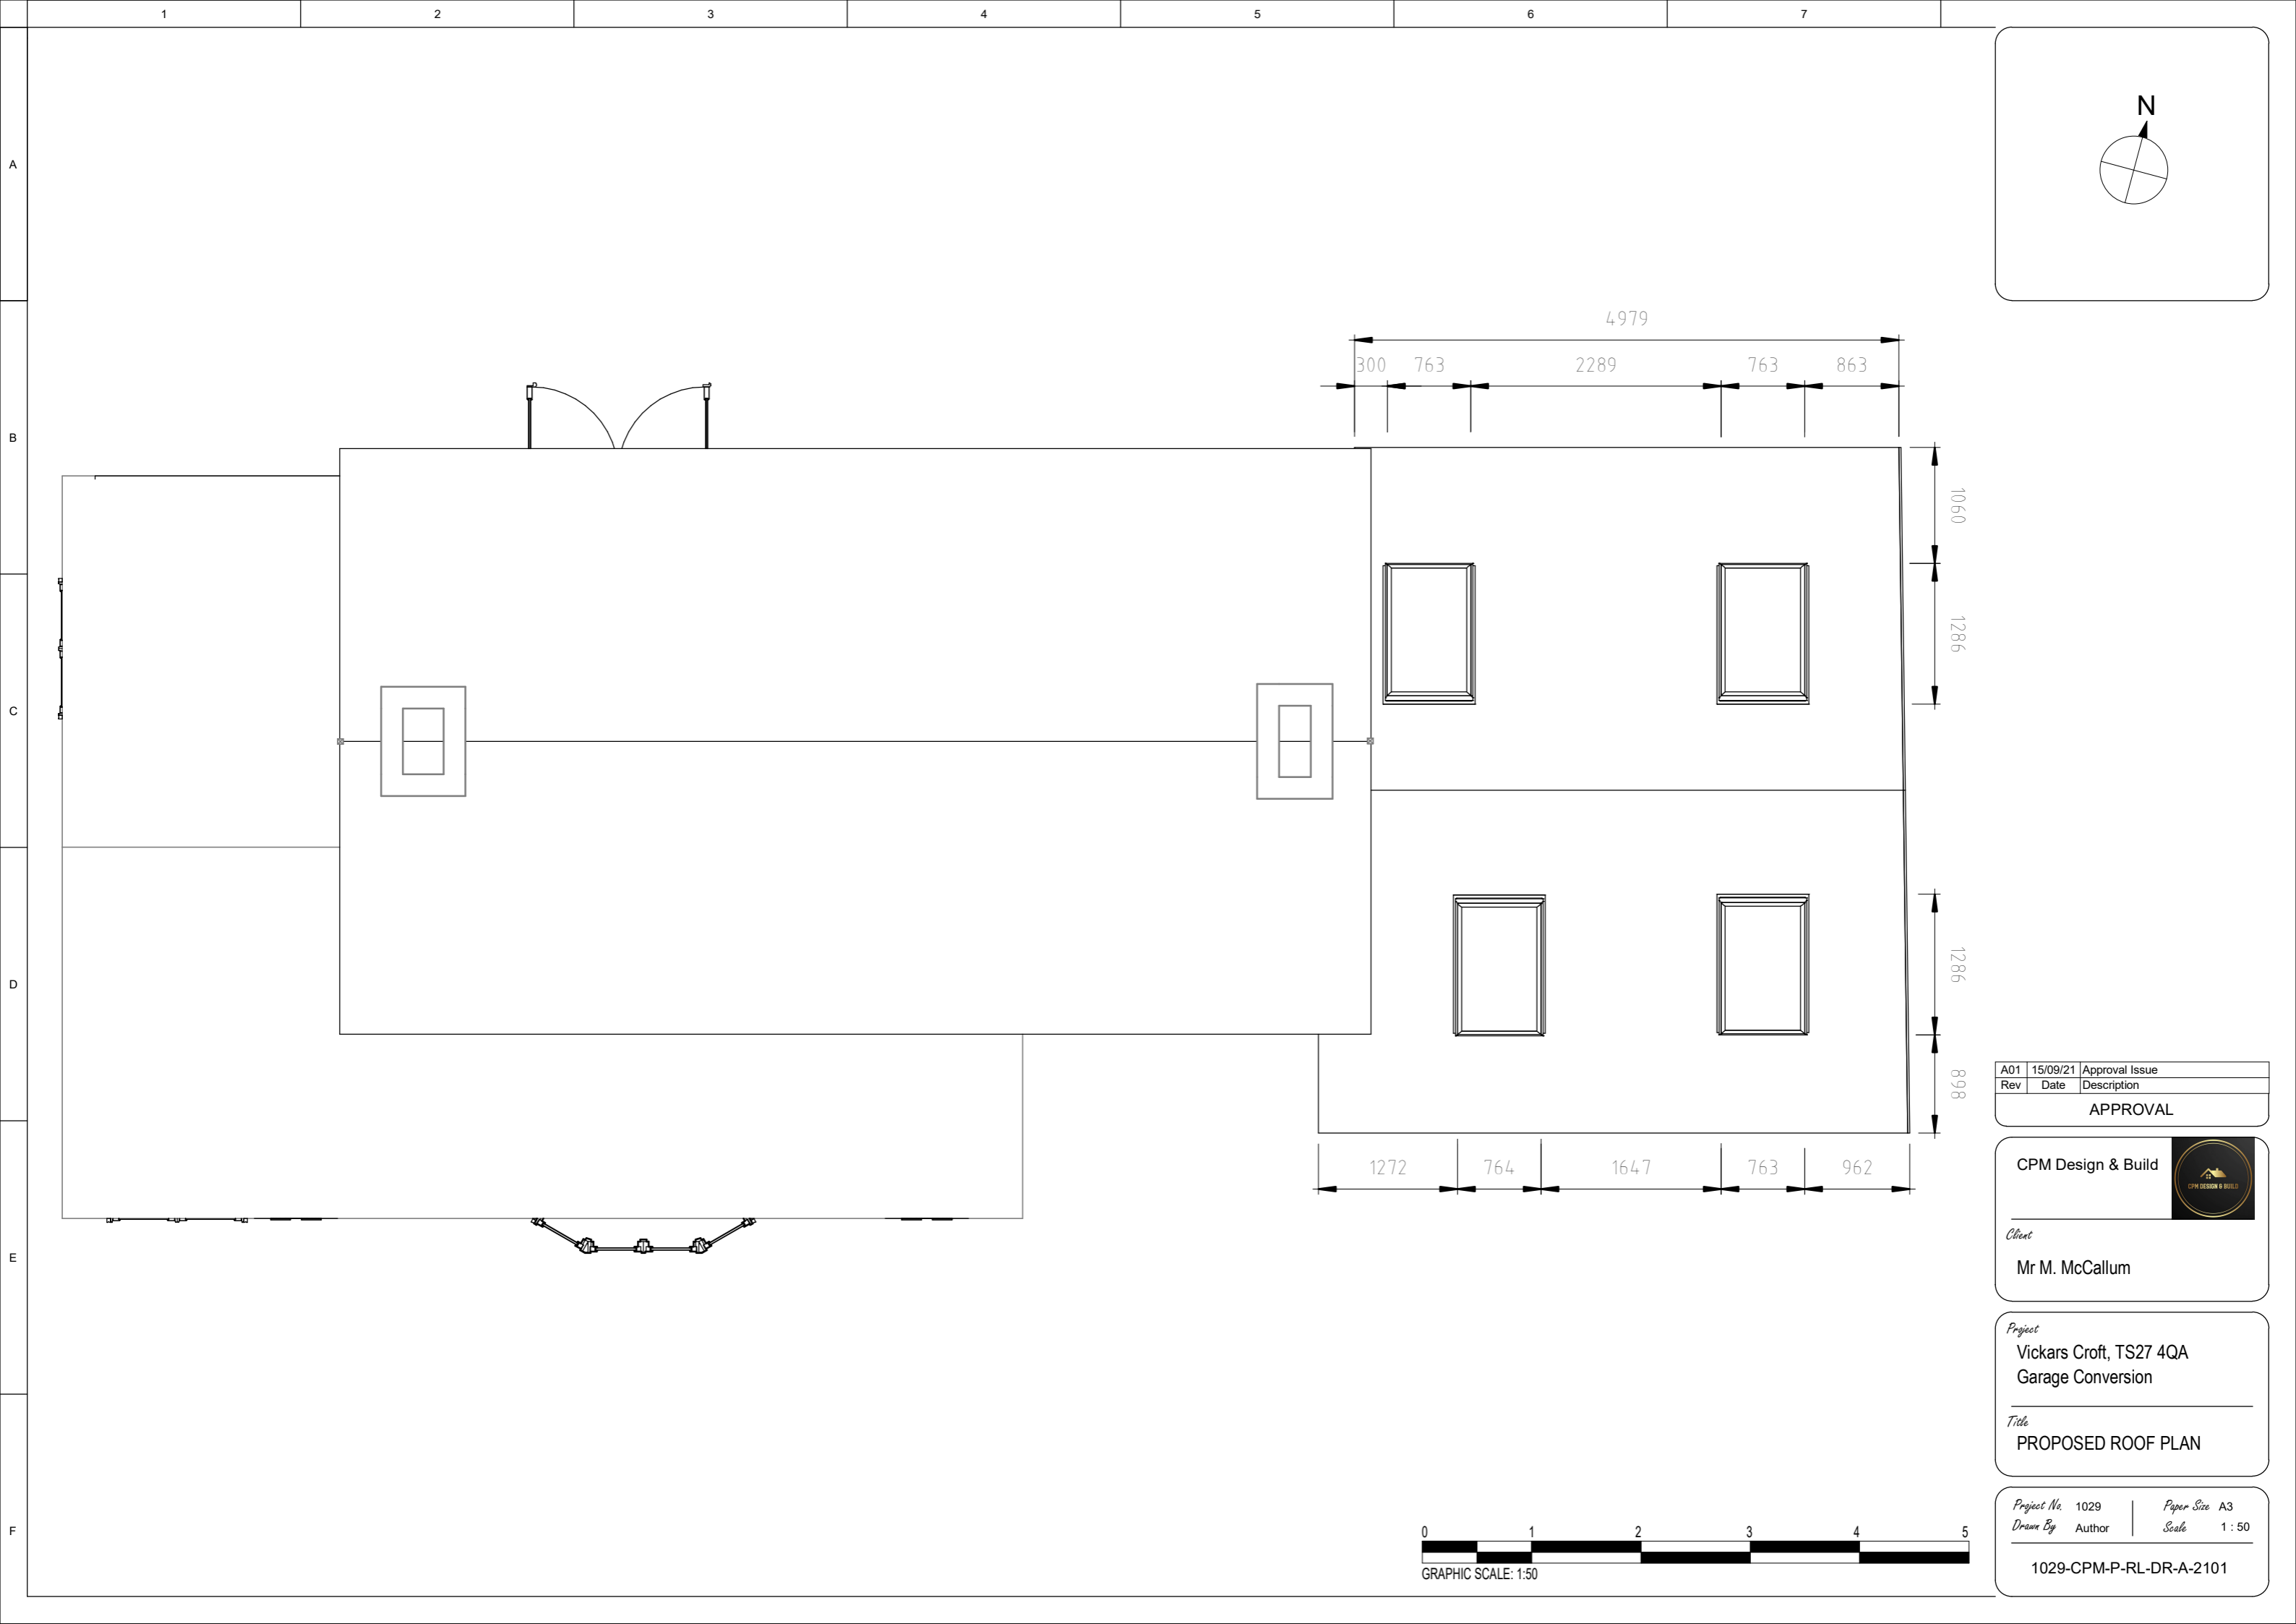 1 2 3 4 5 6 7
A
B
C
D
E
F
N
4979
300 763 2289 763 863
1060
1286
1286
898
1272 764 1647 763 962
A01 15/09/21 Approval Issue
Rev Date Description
APPROVAL
CPM Design & Build
CPM DESIGN & BUILD
Client
Mr M. McCallum
Project
Vickars Croft, TS27 4QA
Garage Conversion
Title
PROPOSED ROOF PLAN
Project No. 1029 Paper Size A3
Drawn By Author Scale 1 : 50
1029-CPM-P-RL-DR-A-2101
0 1 2 3 4 5
GRAPHIC SCALE: 1:50